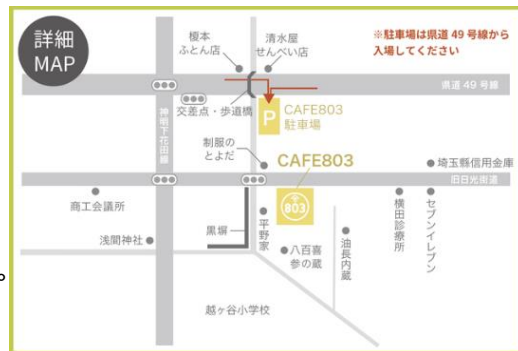 詳細
MAP
※駐車場は県道 49 号線から
入場してください
榎本
ふとん店
清水屋
せんべい店
県道 49 号線
交差点・歩道橋
P
CAFE803
駐車場
神明下花田線
制服の
とよだ
CAFE803
埼玉縣信用金庫
旧日光街道
商工会議所
803
浅間神社
黒塀
平野家
八百喜
参の蔵
油長内蔵
横田診療所
セブンイレブン
越ヶ谷小学校
。